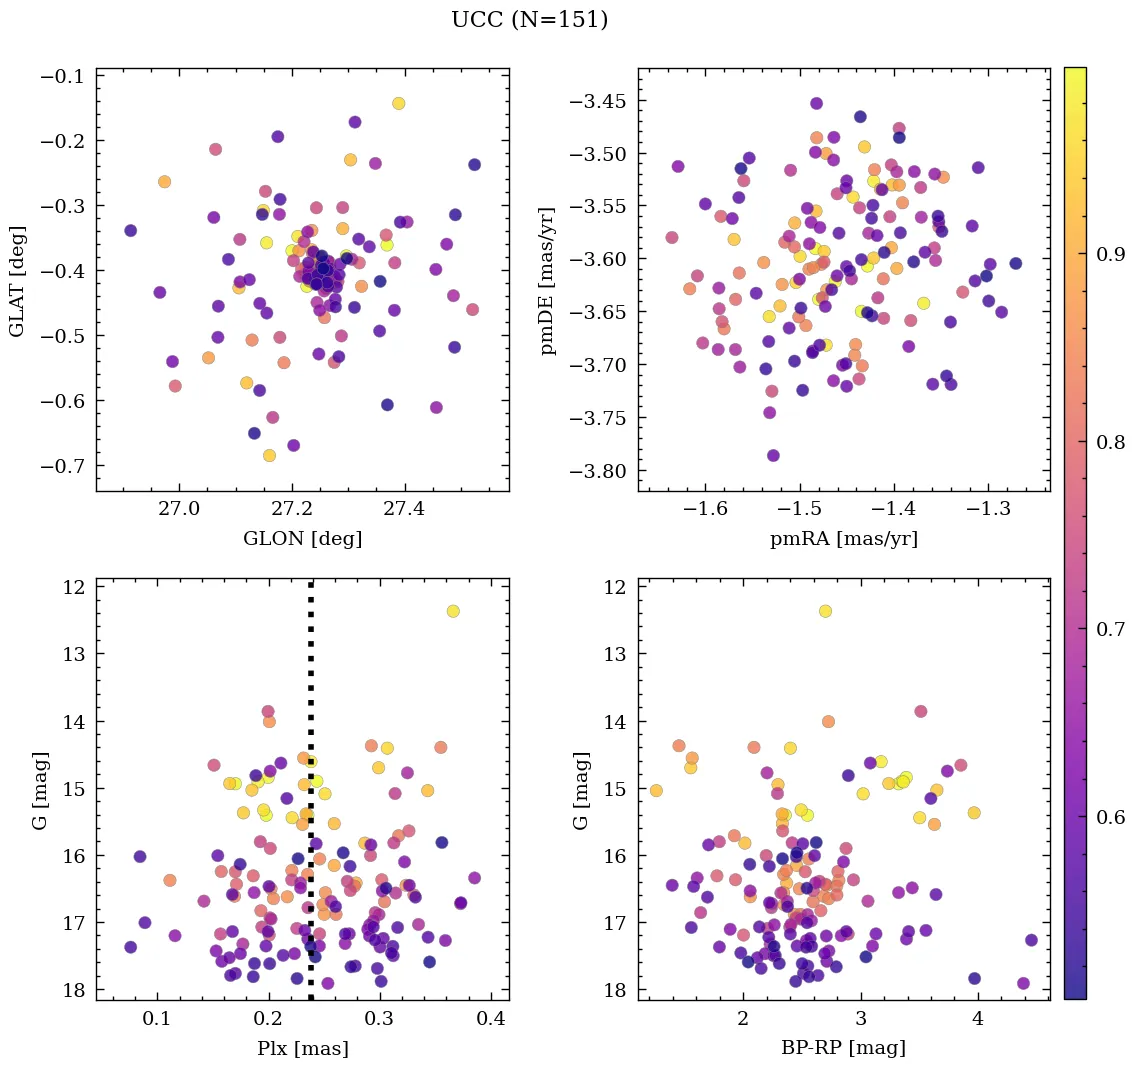 UCC (N=151)
−0.1
−0.2
−0.3
−0.4
−0.5
−0.6
−0.7
GLAT [deg]
27.0 27.2 27.4
GLON [deg]
−3.45
−3.50
−3.55
−3.60
−3.65
−3.70
−3.75
−3.80
pmDE [mas/yr]
−1.6 −1.5 −1.4 −1.3
pmRA [mas/yr]
12
13
14
15
16
17
18
G [mag]
0.1 0.2 0.3 0.4
Plx [mas]
12
13
14
15
16
17
18
G [mag]
2 3 4
BP-RP [mag]
0.9
0.8
0.7
0.6